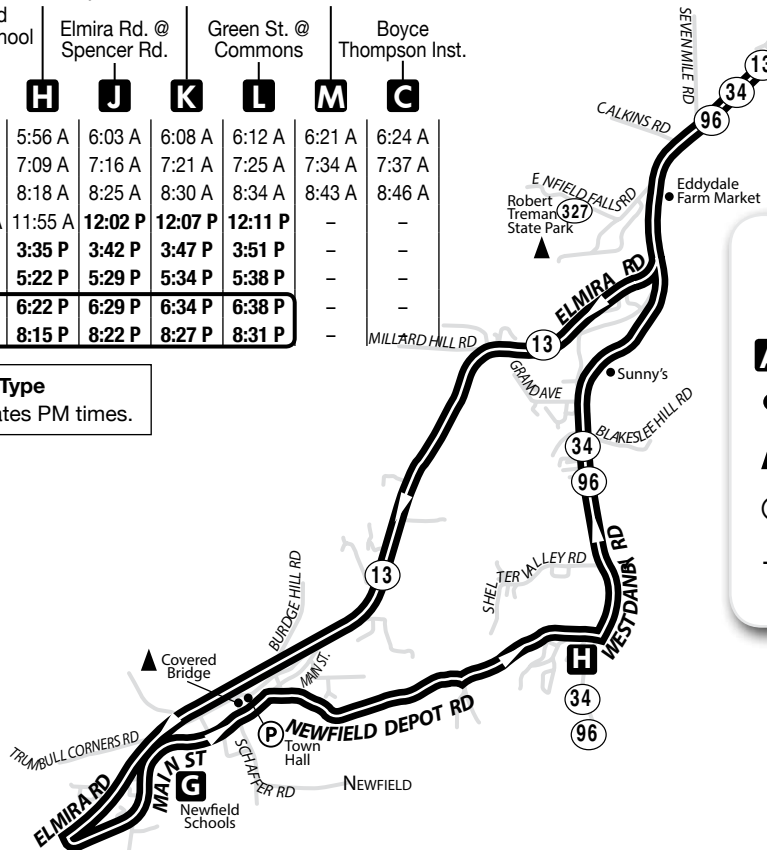 d
hool
Elmira Rd. @
Spencer Rd.
Green St. @
Commons
Boyce
Thompson Inst.
H J K L M C
5:56 A 6:03 A 6:08 A 6:12 A 6:21 A 6:24 A
7:09 A 7:16 A 7:21 A 7:25 A 7:34 A 7:37 A
8:18 A 8:25 A 8:30 A 8:34 A 8:43 A 8:46 A
A 11:55 A 12:02 P 12:07 P 12:11 P – –
3:35 P 3:42 P 3:47 P 3:51 P – –
5:22 P 5:29 P 5:34 P 5:38 P – –
6:22 P 6:29 P 6:34 P 6:38 P – –
8:15 P 8:22 P 8:27 P 8:31 P – –
Type
ates PM times.
SEVEN MILE RD
13
34
96
CALKINS RD
Eddydale
Farm Market
ENFIELD FALLS RD
327
Robert
Treman
State Park
ELMIRA RD
MILLARD HILL RD
13
GRAND AVE
Sunny's
BLAKESLEE HILL RD
34
96
SHELTER VALLEY RD
WEST DANBY RD
13
BURDGE HILL RD
Covered
Bridge
MAIN ST.
H
34
96
P
Town
Hall
NEWFIELD DEPOT RD
TRUMBULL CORNERS RD
MAIN ST
SCHAFFER RD
NEWFIELD
G
Newfield
Schools
ELMIRA RD